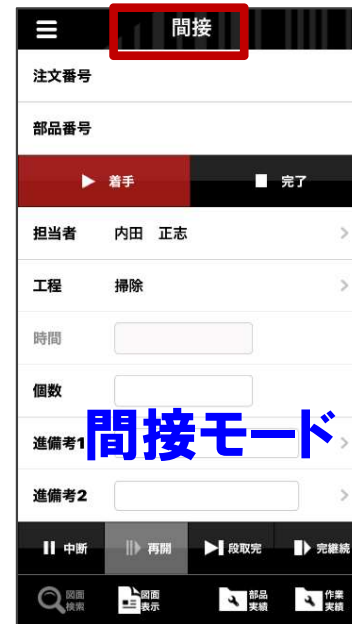 間接
注文番号
部品番号
着手 完了
担当者 内田 正志
工程 掃除
時間
個数
間接モード
進備考1
進備考2
中断 再開 段取完 完継続
図面検索 図面表示 部品実績 作業実績